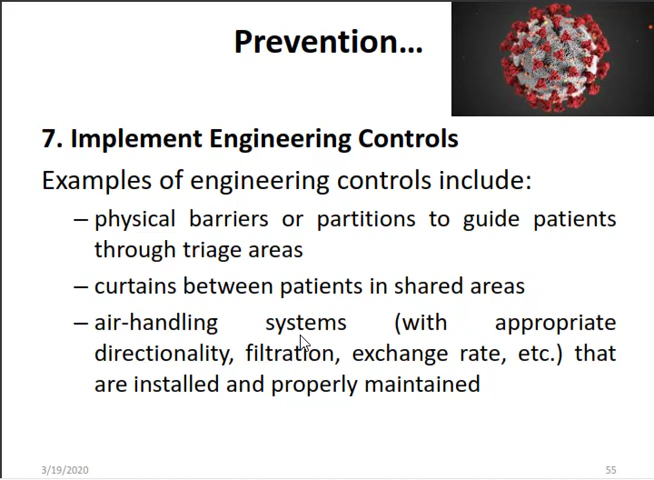 Prevention...
7. Implement Engineering Controls
Examples of engineering controls include:
– physical barriers or partitions to guide patients
through triage areas
– curtains between patients in shared areas
– air-handling systems (with appropriate
directionality, filtration, exchange rate, etc.) that
are installed and properly maintained
3/19/2020
55